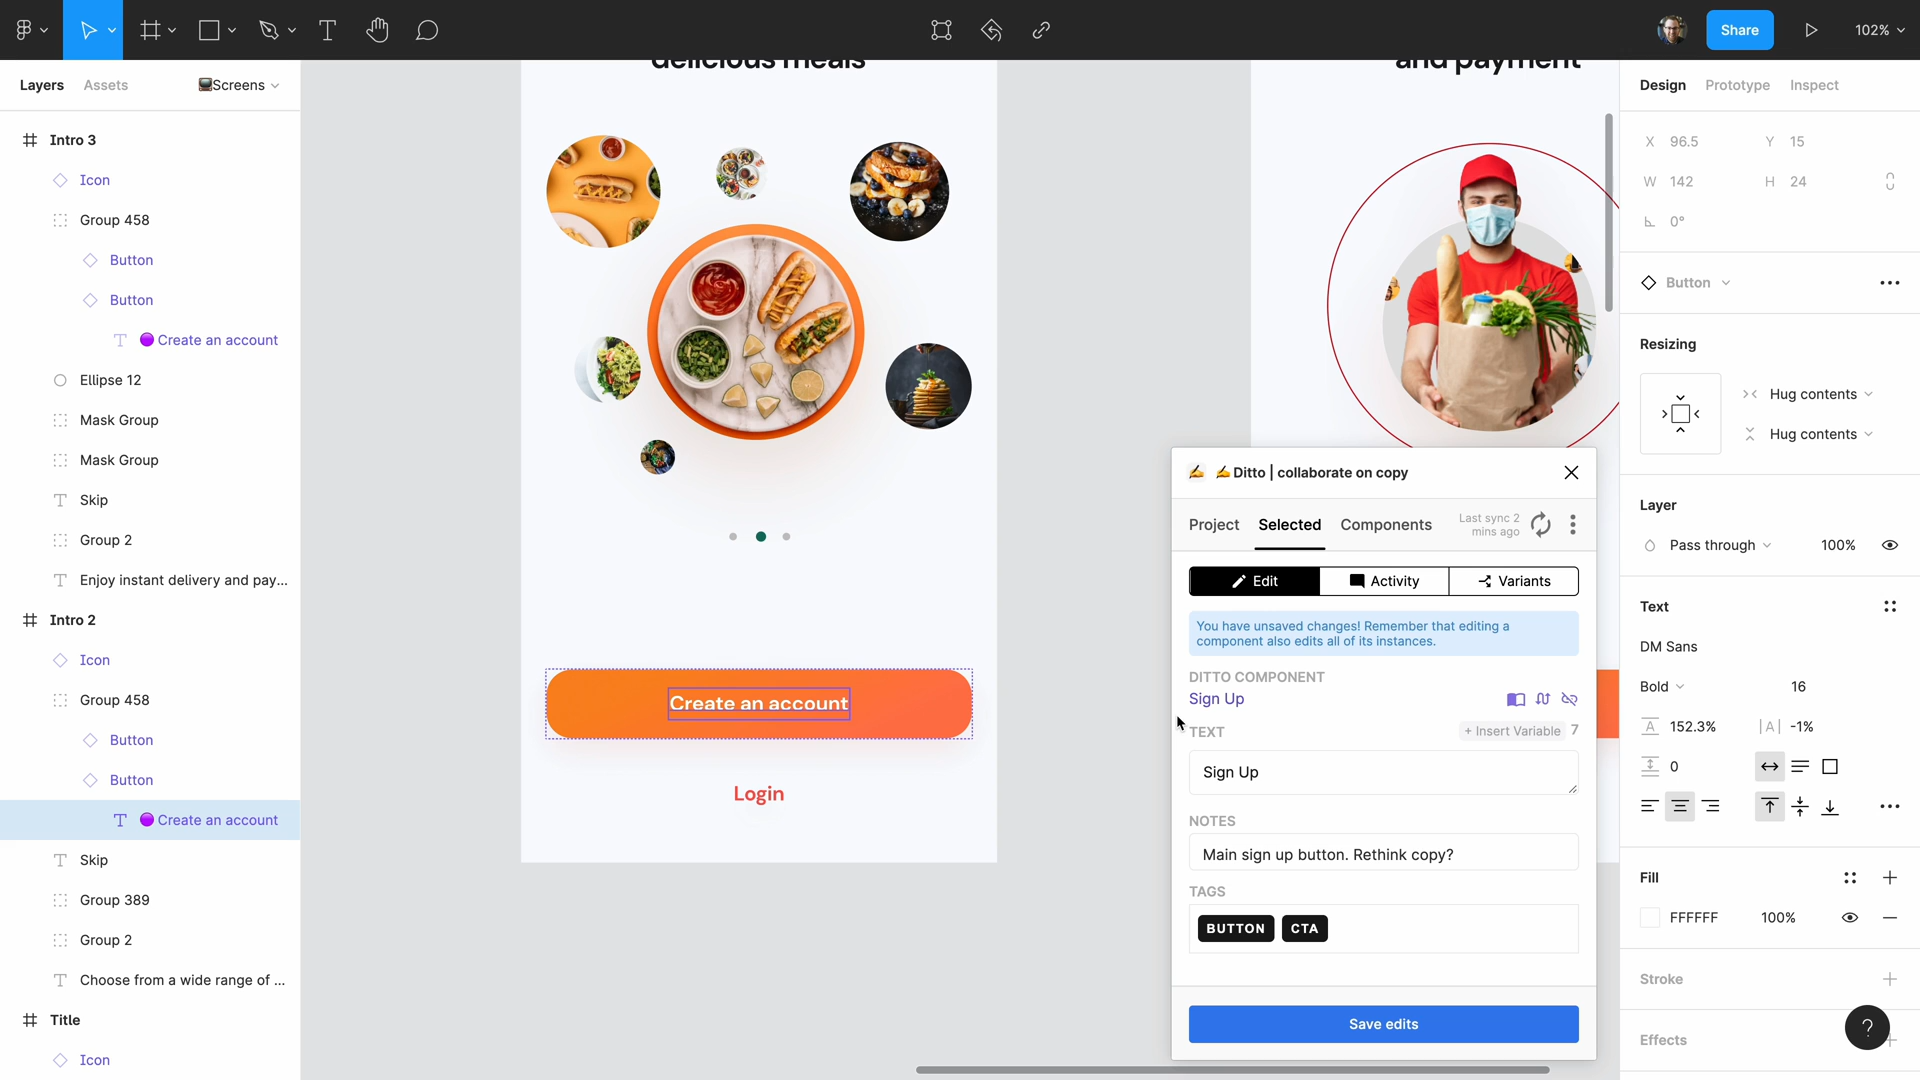 Share
102%
Layers
Assets
Screens
Intro 3
Icon
Group 458
Button
Button
Create an account
Ellipse 12
Mask Group
Mask Group
Skip
Group 2
Enjoy instant delivery and pay...
Intro 2
Icon
Group 458
Button
Button
Create an account
Skip
Group 389
Group 2
Choose from a wide range of ...
Title
Icon
delicious meals
Create an account
Login
and payment
Ditto | collaborate on copy
Project
Selected
Components
Last sync 2
mins ago
Edit
Activity
Variants
You have unsaved changes! Remember that editing a
component also edits all of its instances.
DITTO COMPONENT
Sign Up
TEXT
+ Insert Variable
7
Sign Up
NOTES
Main sign up button. Rethink copy?
TAGS
BUTTON
CTA
Save edits
Design
Prototype
Inspect
X 96.5
Y 15
W 142
H 24
0°
Button
Resizing
Hug contents
Hug contents
Layer
Pass through
100%
Text
DM Sans
Bold
16
152.3%
|A| -1%
0
Fill
FFFFFF
100%
Stroke
Effects
?